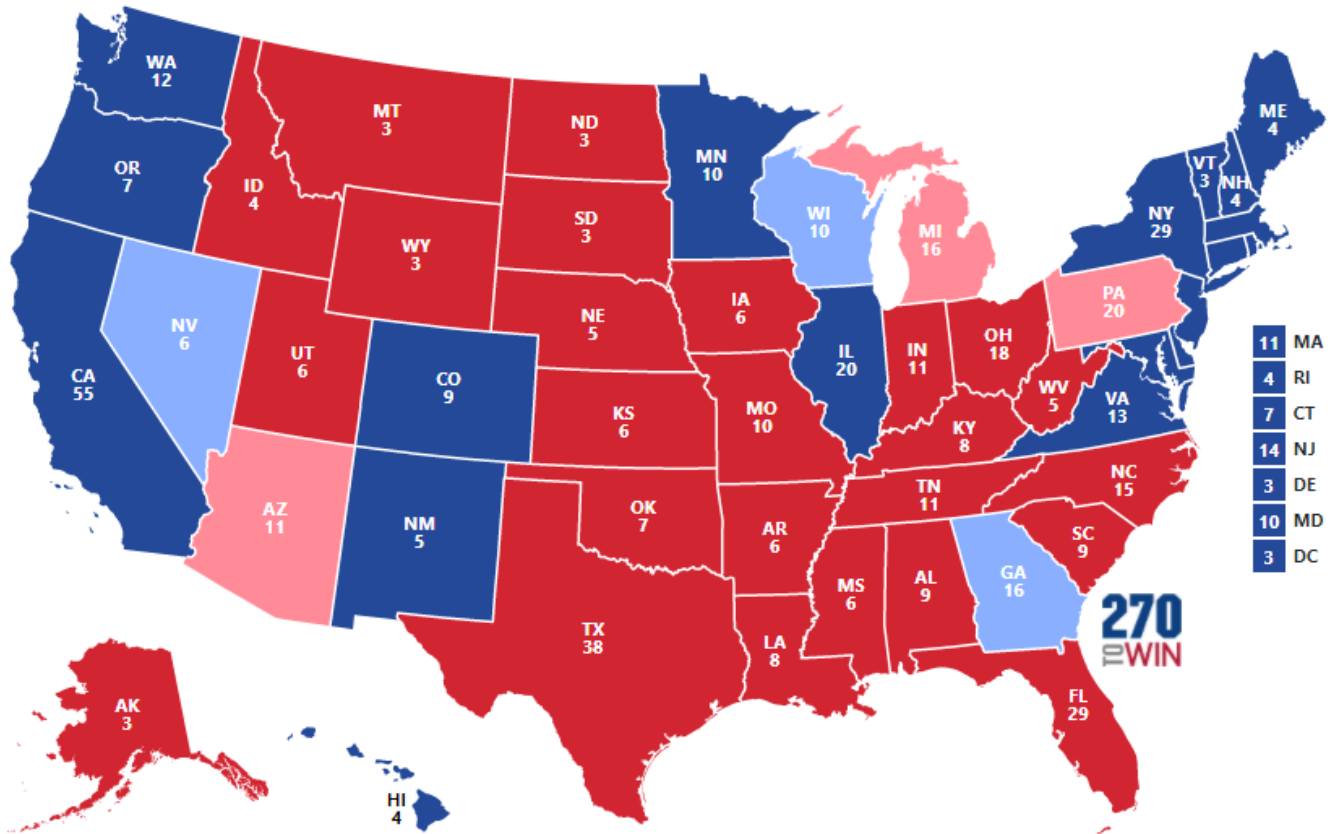 WA
12
OR
7
CA
55
NV
6
ID
4
MT
3
WY
3
UT
6
AZ
11
CO
9
NM
5
ND
3
SD
3
NE
5
KS
6
OK
7
TX
38
MN
10
IA
6
MO
10
AR
6
LA
8
WI
10
IL
20
MI
16
IN
11
OH
18
KY
8
TN
11
MS
6
AL
9
GA
16
FL
29
SC
9
NC
15
VA
13
WV
5
PA
20
NY
29
VT
3
NH
4
ME
4
11 MA
4 RI
7 CT
14 NJ
3 DE
10 MD
3 DC
AK
3
HI
4
270
TO WIN